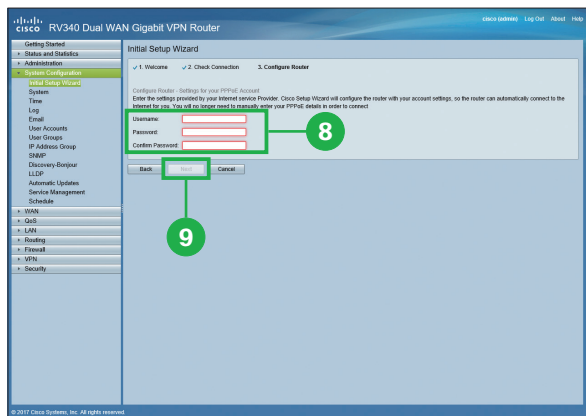 cisco RV340 Dual WAN Gigabit VPN Router
cisco (admin) Log Out About Help
Getting Started
Status and Statistics
Administration
System Configuration
Initial Setup Wizard
System
Time
Log
Email
User Accounts
User Groups
IP Address Group
SNMP
Discovery-Bonjour
LLDP
Automatic Updates
Service Management
Schedule
WAN
QoS
LAN
Routing
Firewall
VPN
Security
Initial Setup Wizard
1. Welcome 2. Check Connection 3. Configure Router
Configure Router - Settings for your PPPoE Account
Enter the settings provided by your Internet service Provider. Cisco Setup Wizard will configure the router with your account settings, so the router can automatically connect to the
Internet for you. You will no longer need to manually enter your PPPoE details in order to connect
Username:
Password:
Confirm Password:
8
Back Next Cancel
9
© 2017 Cisco Systems, Inc. All rights reserved.